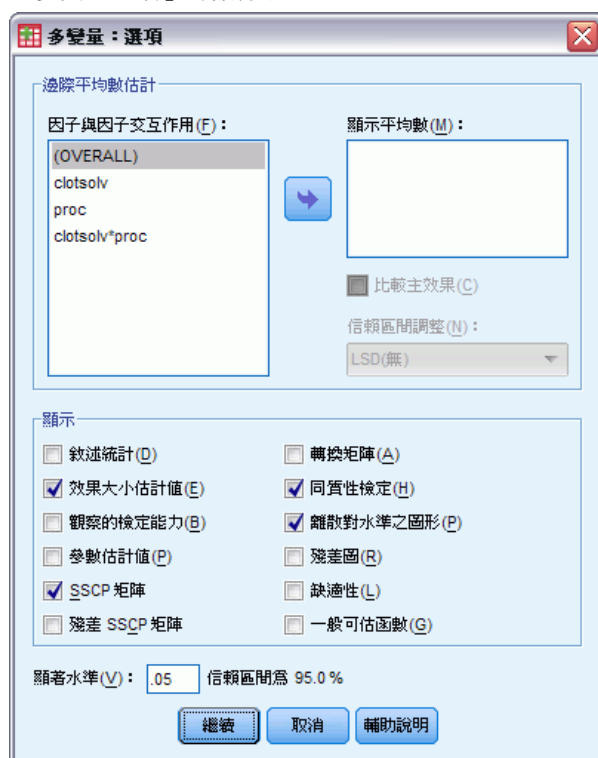 多變量：選項
邊際平均數估計
因子與因子交互作用(F)：
顯示平均數(M)：
(OVERALL)
clotsolv
proc
clotsolv*proc
比較主效果(C)
信賴區間調整(N)：
LSD(無)
顯示
敘述統計(D)
轉換矩陣(A)
效果大小估計值(E)
同質性檢定(H)
觀察的檢定能力(B)
離散對水準之圖形(P)
參數估計值(P)
殘差圖(R)
SSCP 矩陣
缺適性(L)
殘差 SSCP 矩陣
一般可估函數(G)
顯著水準(V)： .05 信賴區間為 95.0 %
繼續 取消 輔助說明